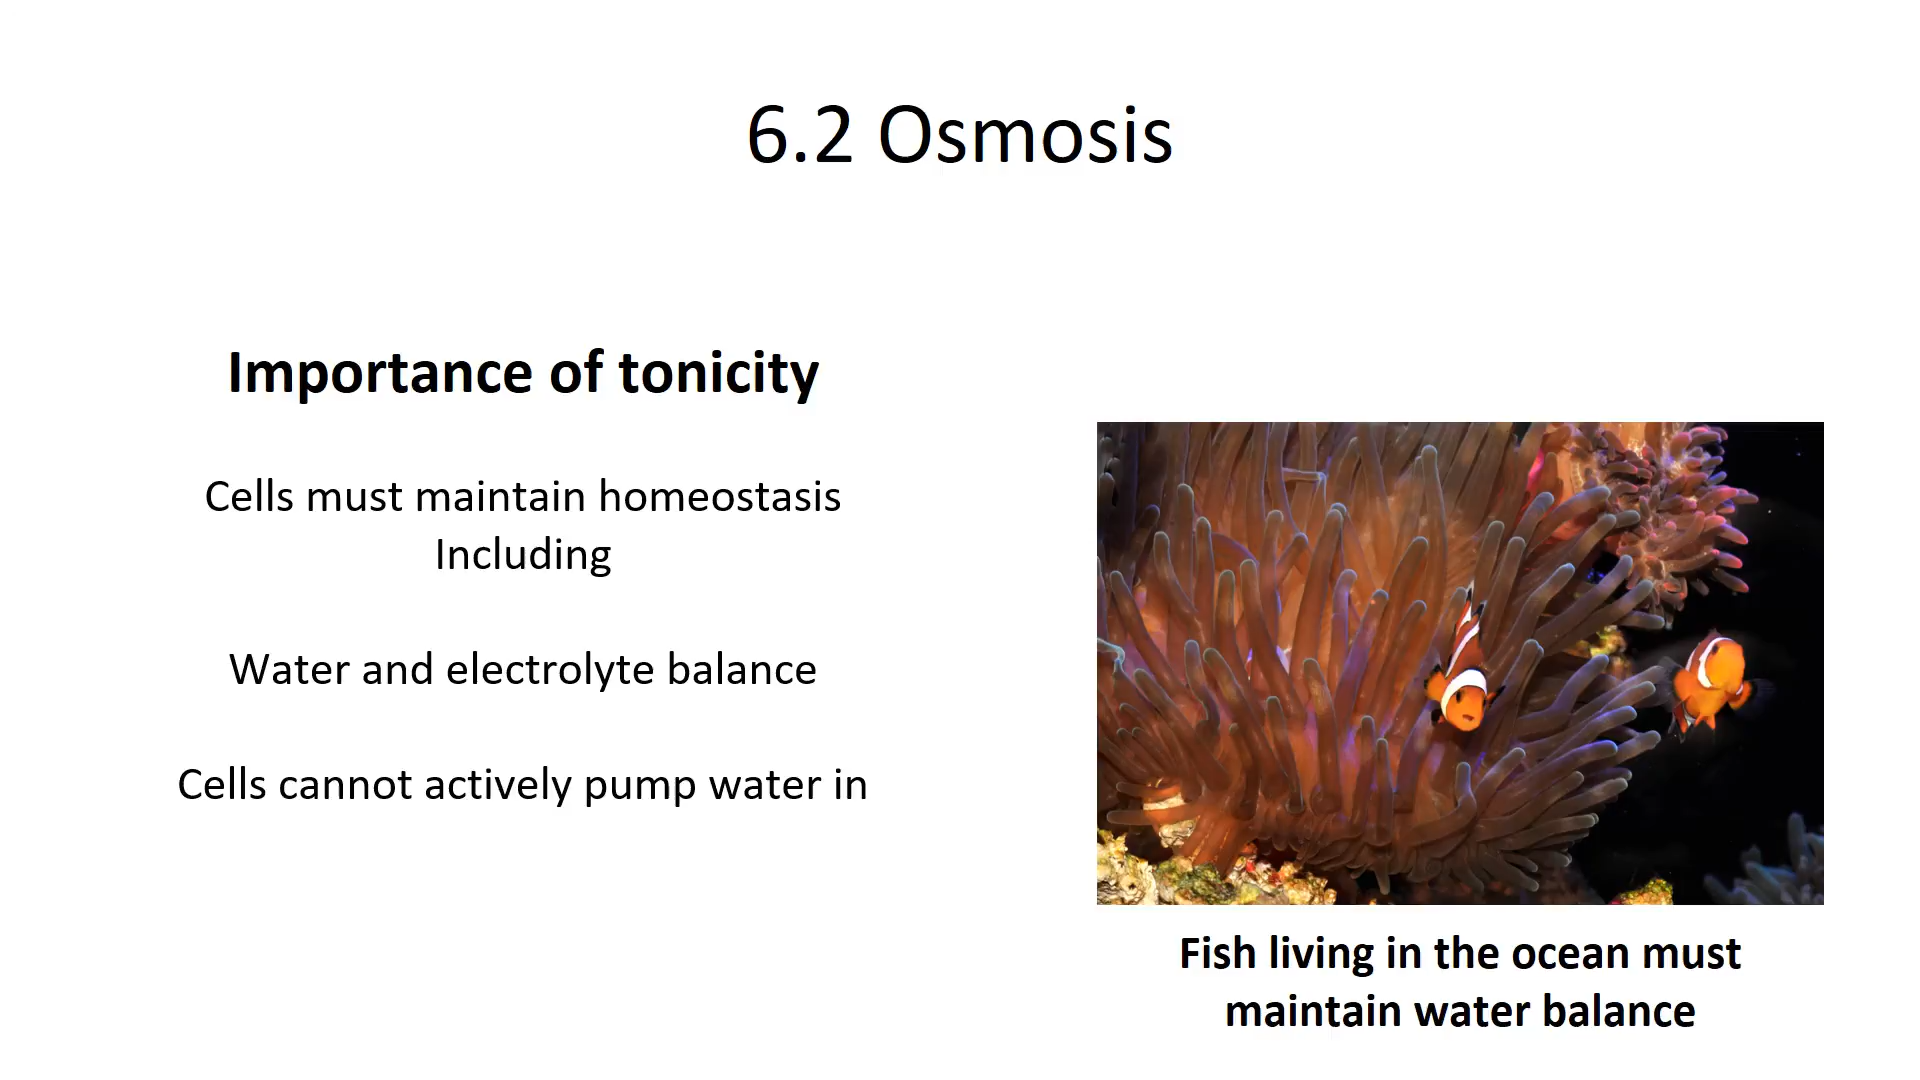 6.2 Osmosis
Importance of tonicity
Cells must maintain homeostasis
Including
Water and electrolyte balance
Cells cannot actively pump water in
Fish living in the ocean must
maintain water balance